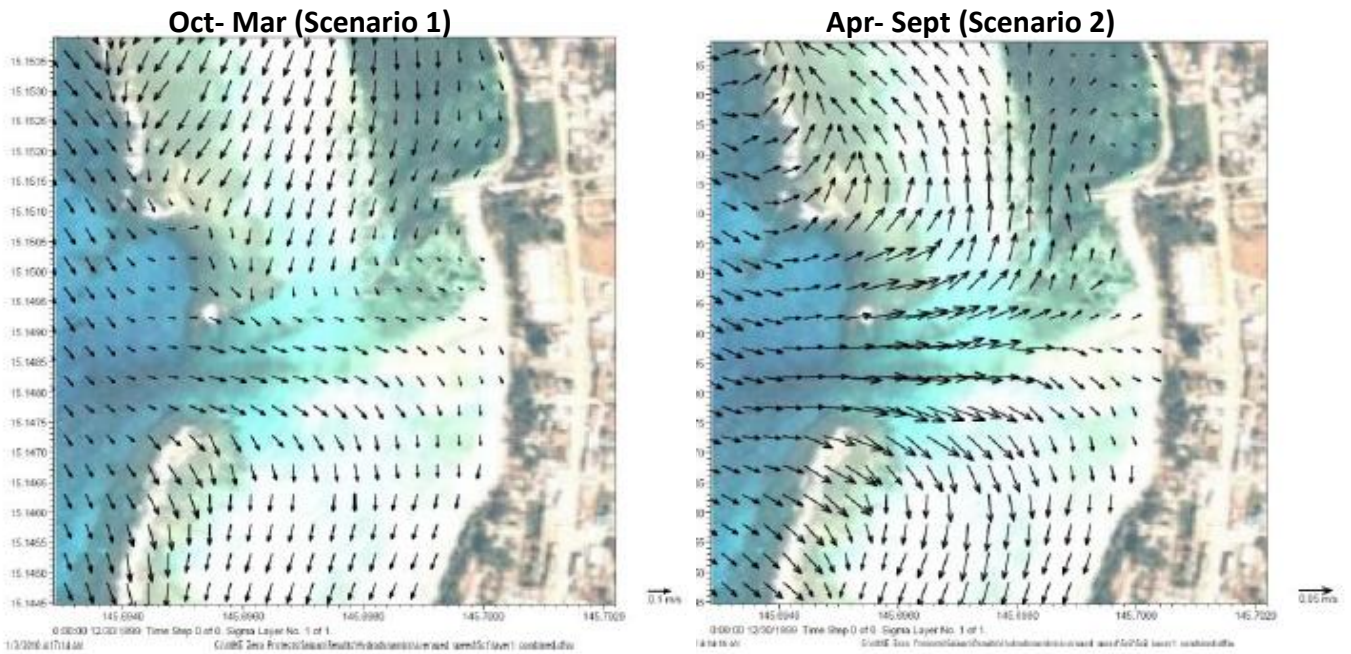 Oct- Mar (Scenario 1)
Apr- Sept (Scenario 2)
15.1535
15.1530
15.1525
15.1520
15.1515
15.1510
15.1505
15.1500
15.1495
15.1490
15.1485
15.1480
15.1475
15.1470
15.1465
15.1460
15.1455
15.1450
15.1445
0.1 m/s
0.05 m/s
145.6940 145.6960 145.6980 145.7000 145.7020
145.6940 145.6960 145.6980 145.7000 145.7020
0:00:00 12/30/1899 Time Step 0 of 0. Sigma Layer No. 1 of 1.
0:00:00 12/30/1899 Time Step 0 of 0. Sigma Layer No. 1 of 1.